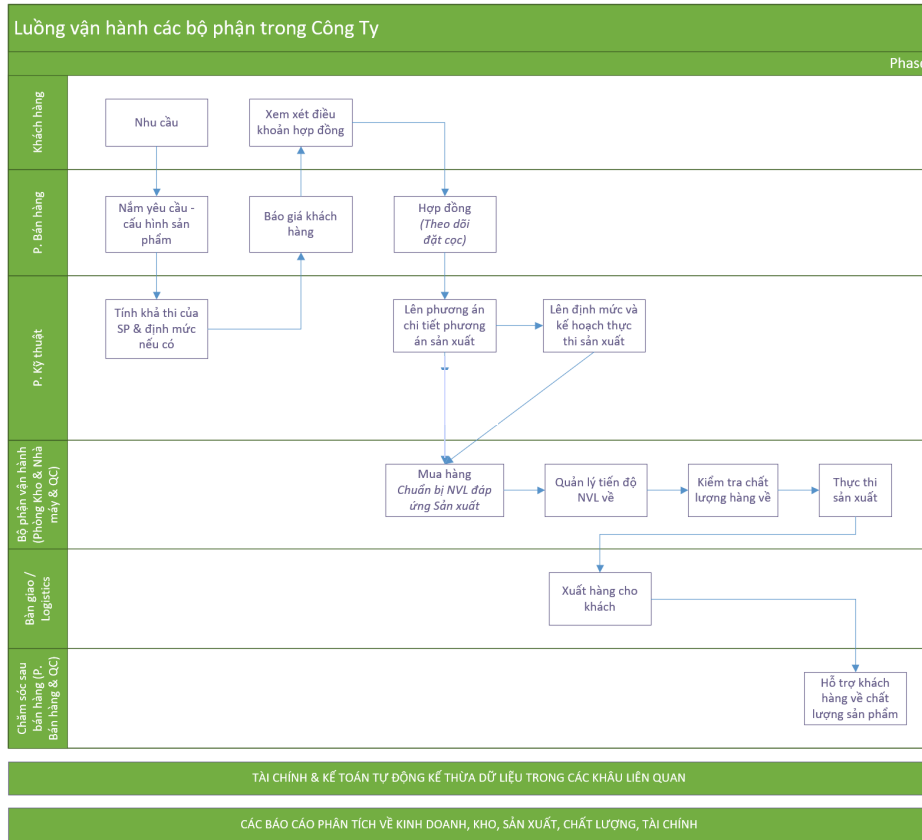 Luồng vận hành các bộ phận trong Công Ty
Phase
Khách hàng
Nhu cầu
Xem xét điều
khoản hợp đồng
P. Bán hàng
Nắm yêu cầu -
cấu hình sản
phẩm
Báo giá khách
hàng
Hợp đồng
(Theo dõi
đặt cọc)
P. Kỹ thuật
Tính khả thi của
SP & định mức
nếu có
Lên phương án
chi tiết phương
án sản xuất
Lên định mức và
kế hoạch thực
thi sản xuất
Bộ phận vận hành
(Phòng Kho & Nhà
máy & QC)
Mua hàng
Chuẩn bị NVL đáp
ứng Sản xuất
Quản lý tiến độ
NVL về
Kiểm tra chất
lượng hàng về
Thực thi
sản xuất
Bàn giao /
Logistics
Xuất hàng cho
khách
Chăm sóc sau
bán hàng (P.
Bán hàng & QC)
Hỗ trợ khách
hàng về chất
lượng sản phẩm
TÀI CHÍNH & KẾ TOÁN TỰ ĐỘNG KẾ THỪA DỮ LIỆU TRONG CÁC KHÂU LIÊN QUAN
CÁC BÁO CÁO PHÂN TÍCH VỀ KINH DOANH, KHO, SẢN XUẤT, CHẤT LƯỢNG, TÀI CHÍNH